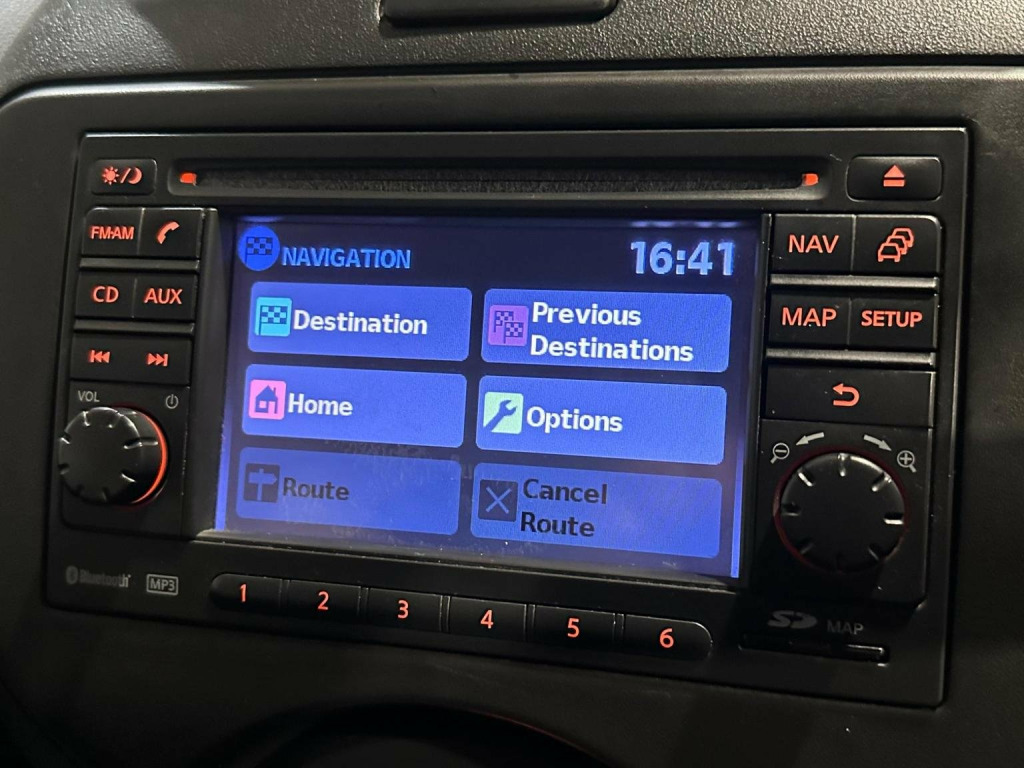 FM·AM
CD
AUX
VOL
NAVIGATION
16:41
Destination
Previous
Destinations
Home
Options
Route
Cancel
Route
NAV
MAP
SETUP
Bluetooth
MP3
1
2
3
4
5
6
SD
MAP